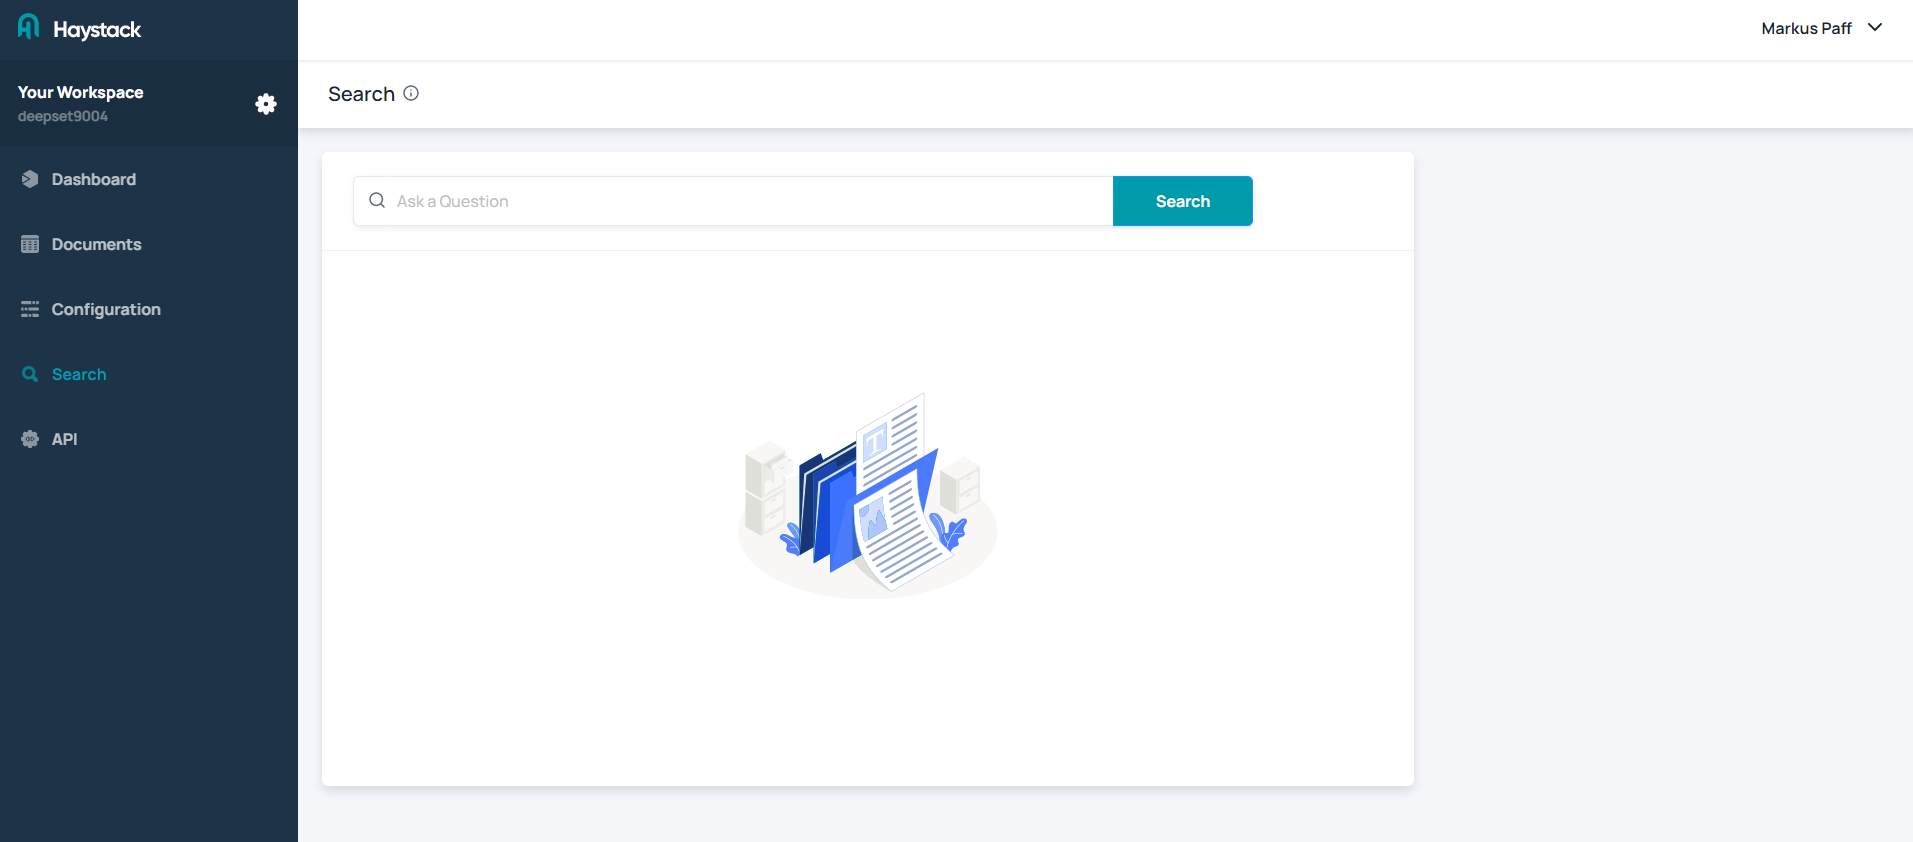 Haystack
Markus Paff
Your Workspace
deepset9004
Search
Dashboard
Documents
Configuration
Search
API
Ask a Question
Search
T